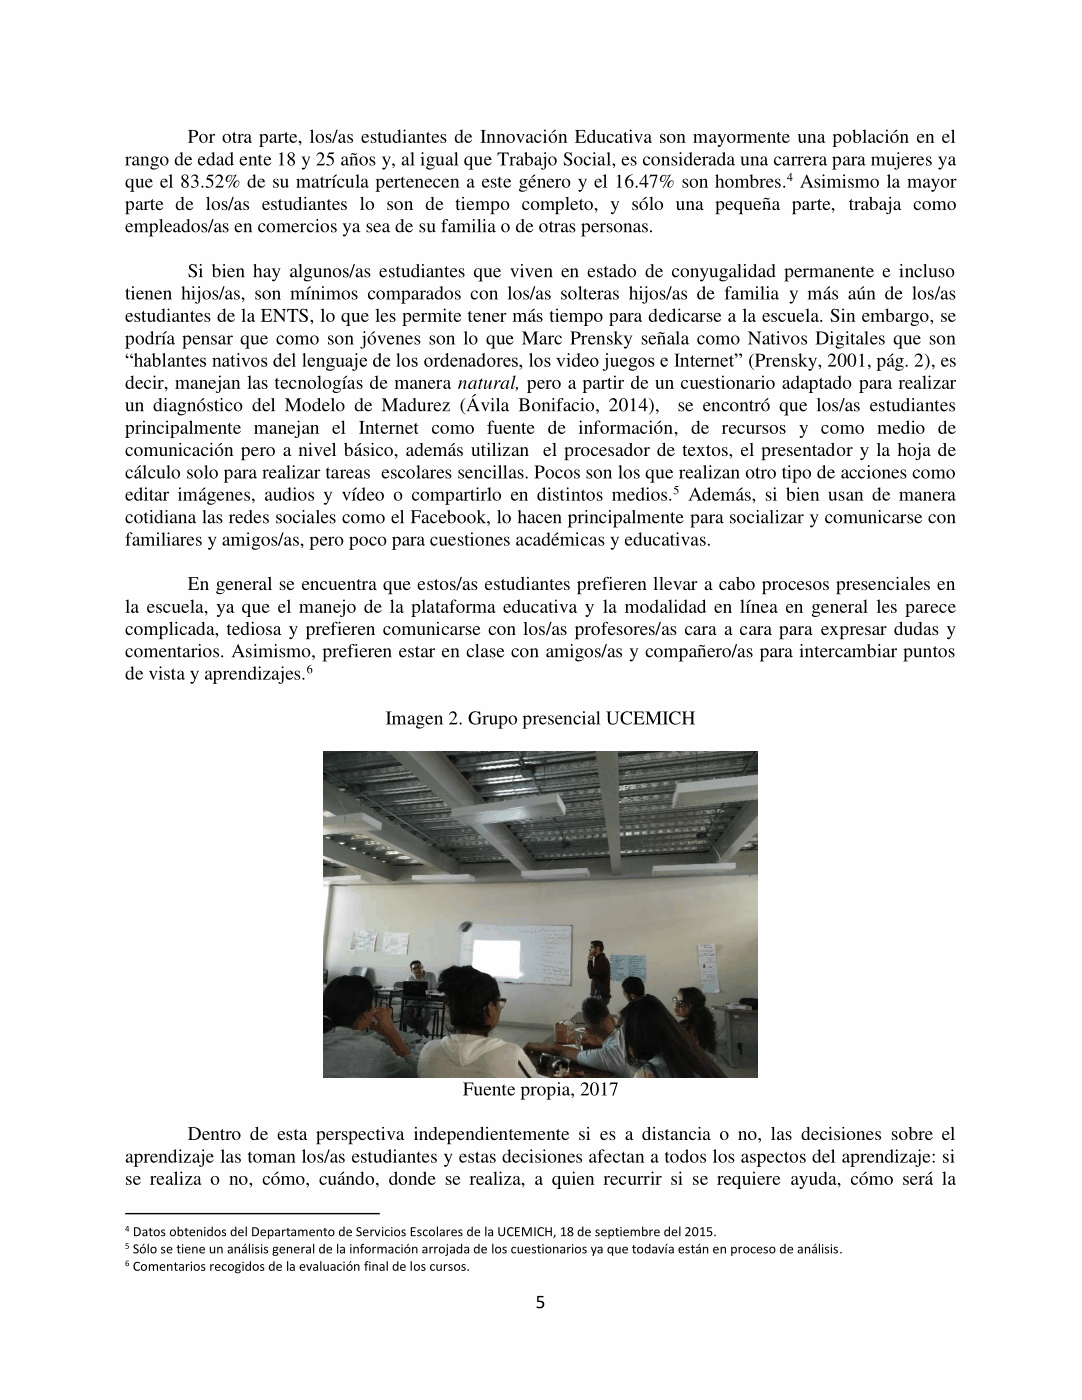 Por otra parte, los/as estudiantes de Innovación Educativa son mayormente una población en el
rango de edad ente 18 y 25 años y, al igual que Trabajo Social, es considerada una carrera para mujeres ya
que el 83.52% de su matrícula pertenecen a este género y el 16.47% son hombres.4 Asimismo la mayor
parte de los/as estudiantes lo son de tiempo completo, y sólo una pequeña parte, trabaja como
empleados/as en comercios ya sea de su familia o de otras personas.
Si bien hay algunos/as estudiantes que viven en estado de conyugalidad permanente e incluso
tienen hijos/as, son mínimos comparados con los/as solteras hijos/as de familia y más aún de los/as
estudiantes de la ENTS, lo que les permite tener más tiempo para dedicarse a la escuela. Sin embargo, se
podría pensar que como son jóvenes son lo que Marc Prensky señala como Nativos Digitales que son
“hablantes nativos del lenguaje de los ordenadores, los video juegos e Internet” (Prensky, 2001, pág. 2), es
decir, manejan las tecnologías de manera natural, pero a partir de un cuestionario adaptado para realizar
un diagnóstico del Modelo de Madurez (Ávila Bonifacio, 2014), se encontró que los/as estudiantes
principalmente manejan el Internet como fuente de información, de recursos y como medio de
comunicación pero a nivel básico, además utilizan el procesador de textos, el presentador y la hoja de
cálculo solo para realizar tareas escolares sencillas. Pocos son los que realizan otro tipo de acciones como
editar imágenes, audios y vídeo o compartirlo en distintos medios.5 Además, si bien usan de manera
cotidiana las redes sociales como el Facebook, lo hacen principalmente para socializar y comunicarse con
familiares y amigos/as, pero poco para cuestiones académicas y educativas.
En general se encuentra que estos/as estudiantes prefieren llevar a cabo procesos presenciales en
la escuela, ya que el manejo de la plataforma educativa y la modalidad en línea en general les parece
complicada, tediosa y prefieren comunicarse con los/as profesores/as cara a cara para expresar dudas y
comentarios. Asimismo, prefieren estar en clase con amigos/as y compañero/as para intercambiar puntos
de vista y aprendizajes.6
Imagen 2. Grupo presencial UCEMICH
Fuente propia, 2017
Dentro de esta perspectiva independientemente si es a distancia o no, las decisiones sobre el
aprendizaje las toman los/as estudiantes y estas decisiones afectan a todos los aspectos del aprendizaje: si
se realiza o no, cómo, cuándo, donde se realiza, a quien recurrir si se requiere ayuda, cómo será la
4 Datos obtenidos del Departamento de Servicios Escolares de la UCEMICH, 18 de septiembre del 2015.
5 Sólo se tiene un análisis general de la información arrojada de los cuestionarios ya que todavía están en proceso de análisis.
6 Comentarios recogidos de la evaluación final de los cursos.
5